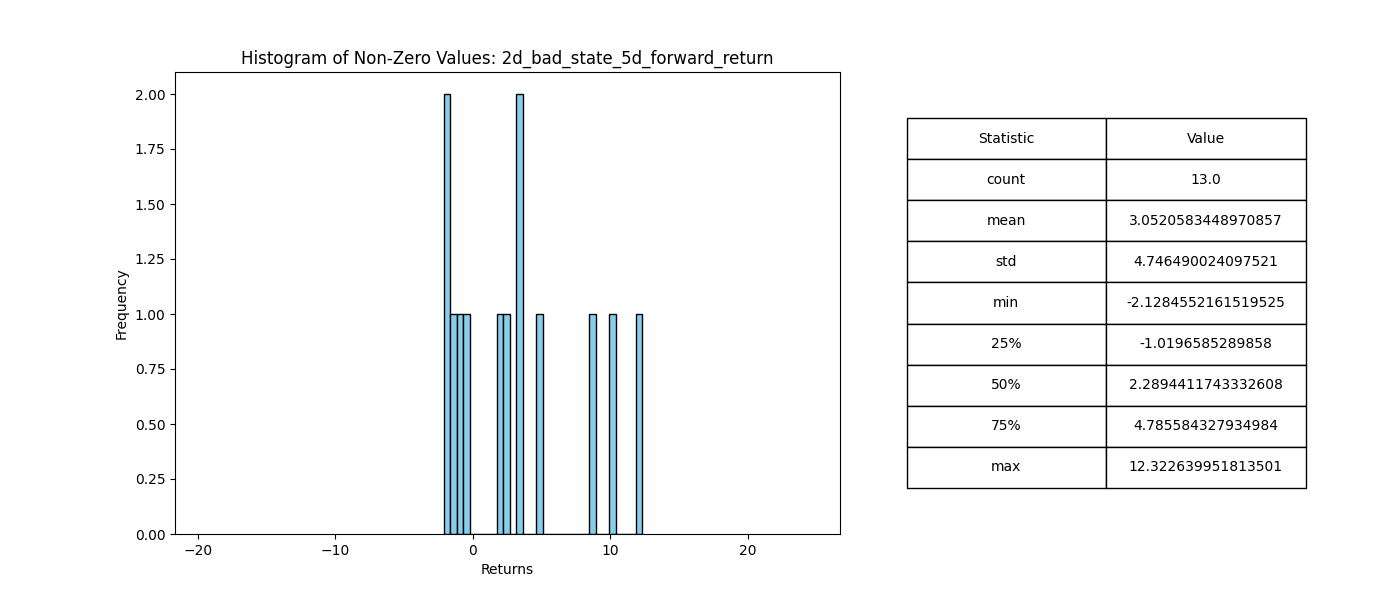 Histogram of Non-Zero Values: 2d_bad_state_5d_forward_return
2.00
1.75
1.50
1.25
1.00
0.75
0.50
0.25
0.00
Frequency
−20
−10
0
10
20
Returns
Statistic Value
count 13.0
mean 3.0520583448970857
std 4.746490024097521
min -2.1284552161519525
25% -1.0196585289858
50% 2.2894411743332608
75% 4.785584327934984
max 12.322639951813501